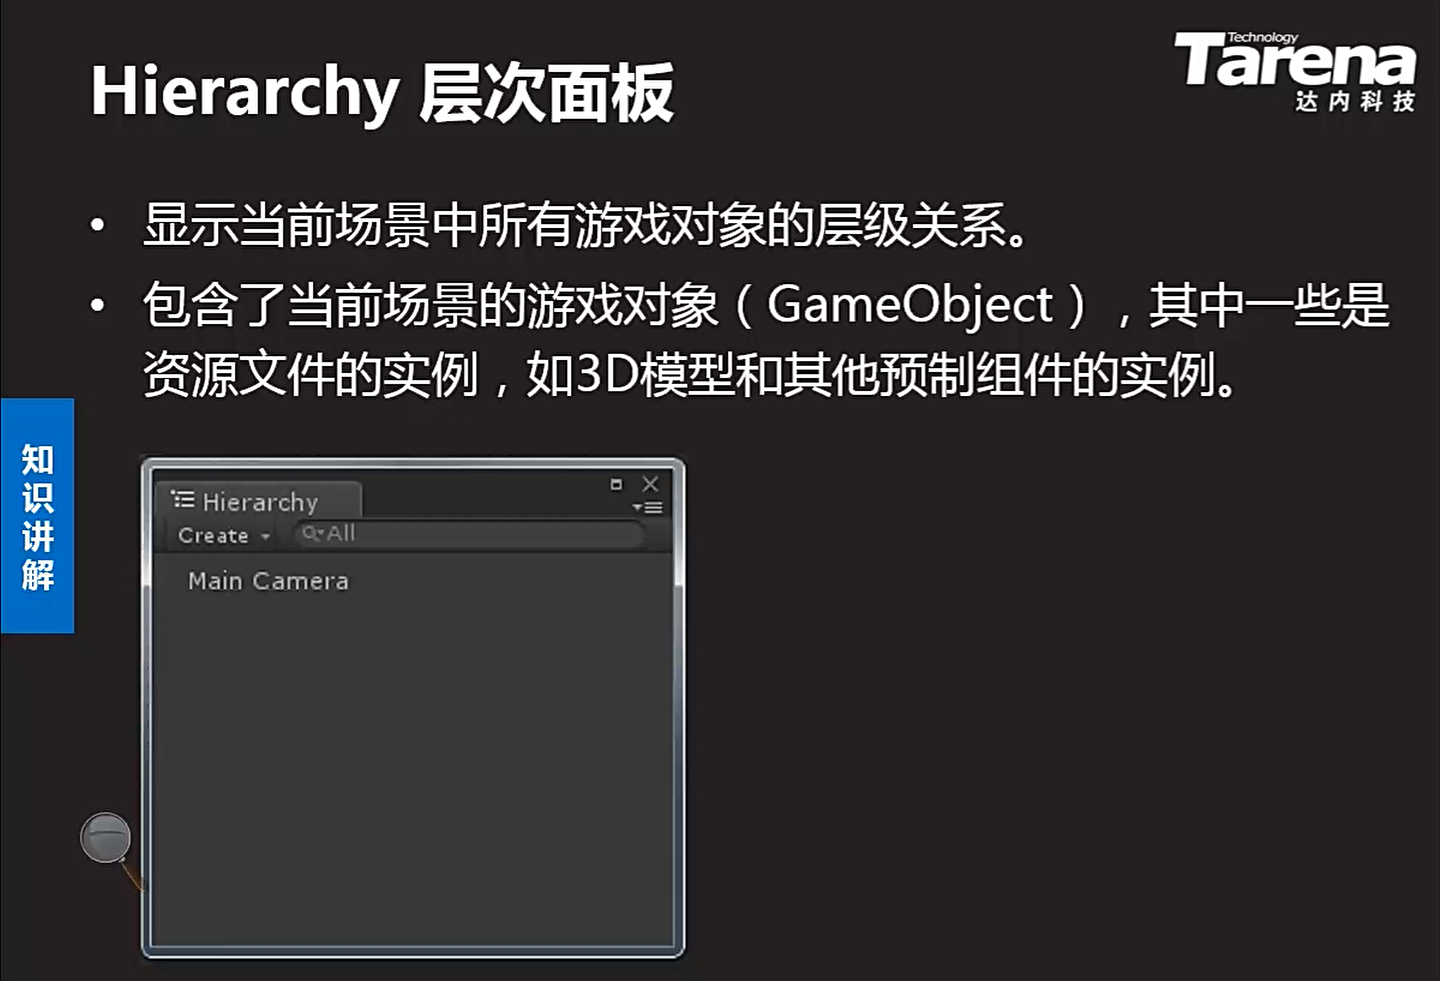 Technology
Tarena
达内科技
Hierarchy 层次面板
• 显示当前场景中所有游戏对象的层级关系。
• 包含了当前场景的游戏对象（GameObject），其中一些是
资源文件的实例，如3D模型和其他预制组件的实例。
知识讲解
Hierarchy
Create
All
Main Camera